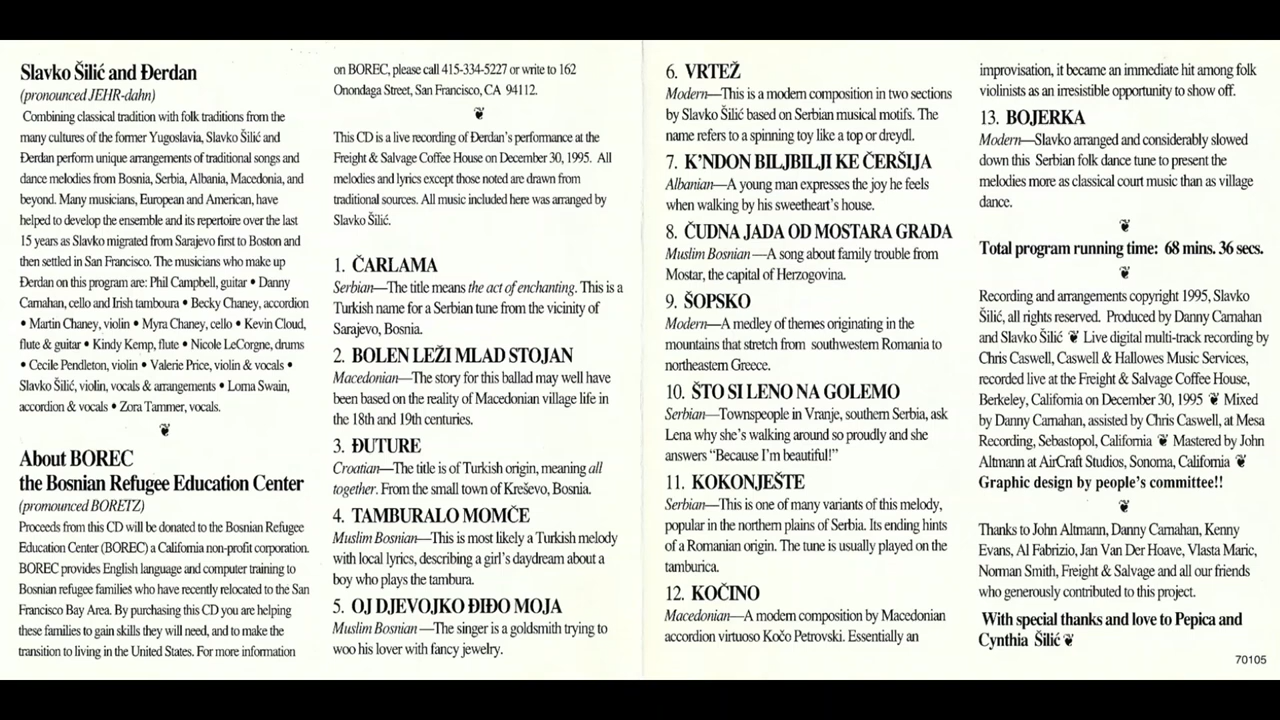 Slavko Šilić and Đerdan
(pronounced JEHR-dahn)
Combining classical tradition with folk traditions from the
many cultures of the former Yugoslavia, Slavko Šilić and
Đerdan perform unique arrangements of traditional songs and
dance melodies from Bosnia, Serbia, Albania, Macedonia, and
beyond. Many musicians, European and American, have
helped to develop the ensemble and its repertoire over the last
15 years as Slavko migrated from Sarajevo first to Boston and
then settled in San Francisco. The musicians who make up
Đerdan on this program are: Phil Campbell, guitar • Danny
Carnahan, cello and Irish tamboura • Becky Chaney, accordion
• Martin Chaney, violin • Myra Chaney, cello • Kevin Cloud,
flute & guitar • Kindy Kemp, flute • Nicole LeCorgne, drums
• Cecile Pendleton, violin • Valerie Price, violin & vocals •
Slavko Šilić, violin, vocals & arrangements • Lorna Swain,
accordion & vocals • Zora Tammer, vocals.
❦
About BOREC
the Bosnian Refugee Education Center
(pronounced BORETZ)
Proceeds from this CD will be donated to the Bosnian Refugee
Education Center (BOREC) a California non-profit corporation.
BOREC provides English language and computer training to
Bosnian refugee families who have recently relocated to the San
Francisco Bay Area. By purchasing this CD you are helping
these families to gain skills they will need, and to make the
transition to living in the United States. For more information
on BOREC, please call 415-334-5227 or write to 162
Onondaga Street, San Francisco, CA 94112.
❦
This CD is a live recording of Đerdan's performance at the
Freight & Salvage Coffee House on December 30, 1995. All
melodies and lyrics except those noted are drawn from
traditional sources. All music included here was arranged by
Slavko Šilić.
1. ČARLAMA
Serbian—The title means the act of enchanting. This is a
Turkish name for a Serbian tune from the vicinity of
Sarajevo, Bosnia.
2. BOLEN LEŽI MLAD STOJAN
Macedonian—The story for this ballad may well have
been based on the reality of Macedonian village life in
the 18th and 19th centuries.
3. ĐUTURE
Croatian—The title is of Turkish origin, meaning all
together. From the small town of Kreševo, Bosnia.
4. TAMBURALO MOMČE
Muslim Bosnian—This is most likely a Turkish melody
with local lyrics, describing a girl's daydream about a
boy who plays the tambura.
5. OJ DJEVOJKO ĐIĐO MOJA
Muslim Bosnian—The singer is a goldsmith trying to
woo his lover with fancy jewelry.
6. VRTEŽ
Modern—This is a modern composition in two sections
by Slavko Šilić based on Serbian musical motifs. The
name refers to a spinning toy like a top or dreydl.
7. K'NDON BILJBILJI KE ČERŠIJA
Albanian—A young man expresses the joy he feels
when walking by his sweetheart's house.
8. ČUDNA JADA OD MOSTARA GRADA
Muslim Bosnian—A song about family trouble from
Mostar, the capital of Herzogovina.
9. ŠOPSKO
Modern—A medley of themes originating in the
mountains that stretch from southwestern Romania to
northeastern Greece.
10. ŠTO SI LENO NA GOLEMO
Serbian—Townspeople in Vranje, southern Serbia, ask
Lena why she's walking around so proudly and she
answers “Because I'm beautiful!”
11. KOKONJEŠTE
Serbian—This is one of many variants of this melody,
popular in the northern plains of Serbia. Its ending hints
of a Romanian origin. The tune is usually played on the
tamburica.
12. KOČINO
Macedonian—A modern composition by Macedonian
accordion virtuoso Kočo Petrovski. Essentially an
improvisation, it became an immediate hit among folk
violinists as an irresistible opportunity to show off.
13. BOJERKA
Modern—Slavko arranged and considerably slowed
down this Serbian folk dance tune to present the
melodies more as classical court music than as village
dance.
❦
Total program running time: 68 mins. 36 secs.
❦
Recording and arrangements copyright 1995, Slavko
Šilić, all rights reserved. Produced by Danny Carnahan
and Slavko Šilić ❦ Live digital multi-track recording by
Chris Caswell, Caswell & Hallowes Music Services,
recorded live at the Freight & Salvage Coffee House,
Berkeley, California on December 30, 1995 ❦ Mixed
by Danny Carnahan, assisted by Chris Caswell, at Mesa
Recording, Sebastopol, California ❦ Mastered by John
Altmann at AirCraft Studios, Sonoma, California ❦
Graphic design by people's committee!!
❦
Thanks to John Altmann, Danny Carnahan, Kenny
Evans, Al Fabrizio, Jan Van Der Hoave, Vlasta Maric,
Norman Smith, Freight & Salvage and all our friends
who generously contributed to this project.
With special thanks and love to Pepica and
Cynthia Šilić ❦
70105